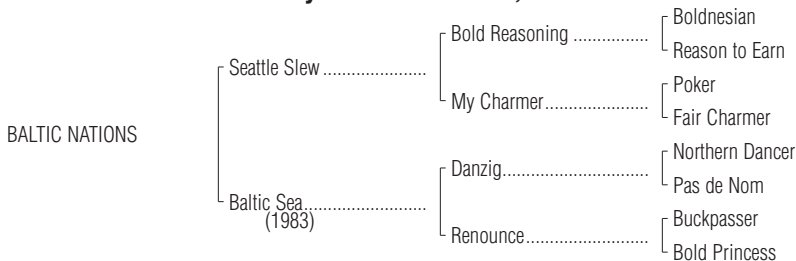 Boldnesian
Bold Reasoning ................
Reason to Earn
Seattle Slew ......................
Poker
My Charmer......................
Fair Charmer
BALTIC NATIONS
Northern Dancer
Danzig...............................
Pas de Nom
Baltic Sea..........................
(1983)
Buckpasser
Renounce..........................
Bold Princess